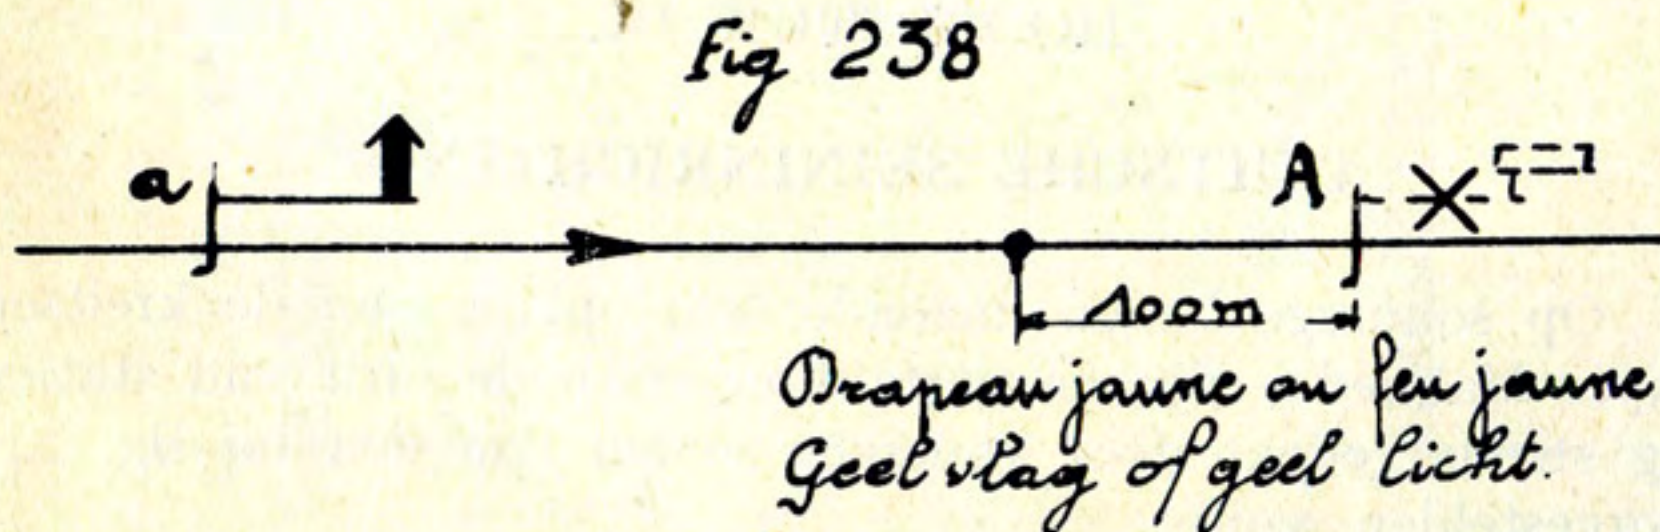 Fig 238
a
A
100m
Drapeau jaune ou feu jaune
Geel vlag of geel licht.